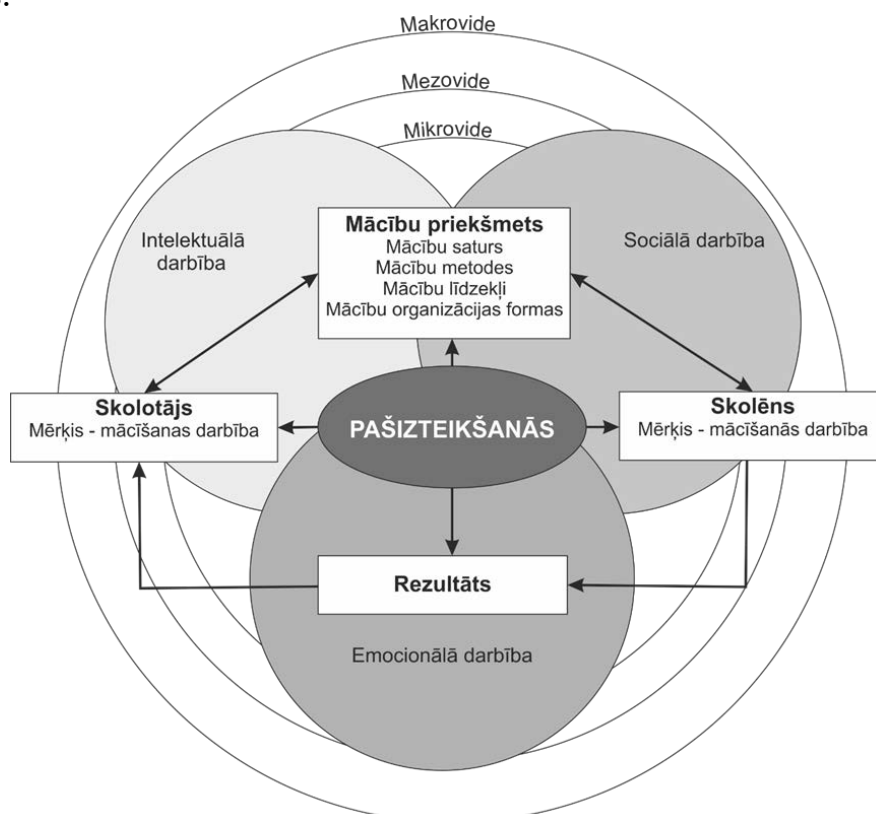 Makrovide
Mezovide
Mikrovide
Intelektuālā
darbība
Mācību priekšmets
Mācību saturs
Mācību metodes
Mācību līdzekļi
Mācību organizācijas formas
Sociālā darbība
Skolotājs
Mērķis - mācīšanas darbība
PAŠIZTEIKŠANĀS
Skolēns
Mērķis - mācīšanās darbība
Rezultāts
Emocionālā darbība